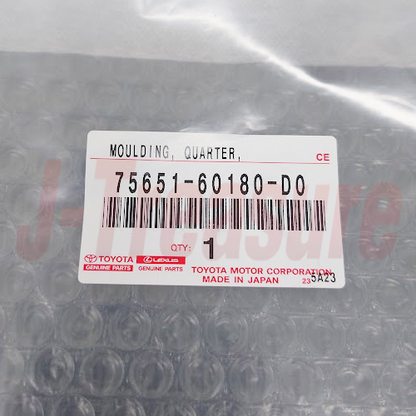 MOULDING, QUARTER,
CE
75651-60180-D0
QTY: 1
TOYOTA
GENUINE PARTS
LEXUS
GENUINE PARTS
TOYOTA MOTOR CORPORATION
MADE IN JAPAN
23 5A23
J-Treasure